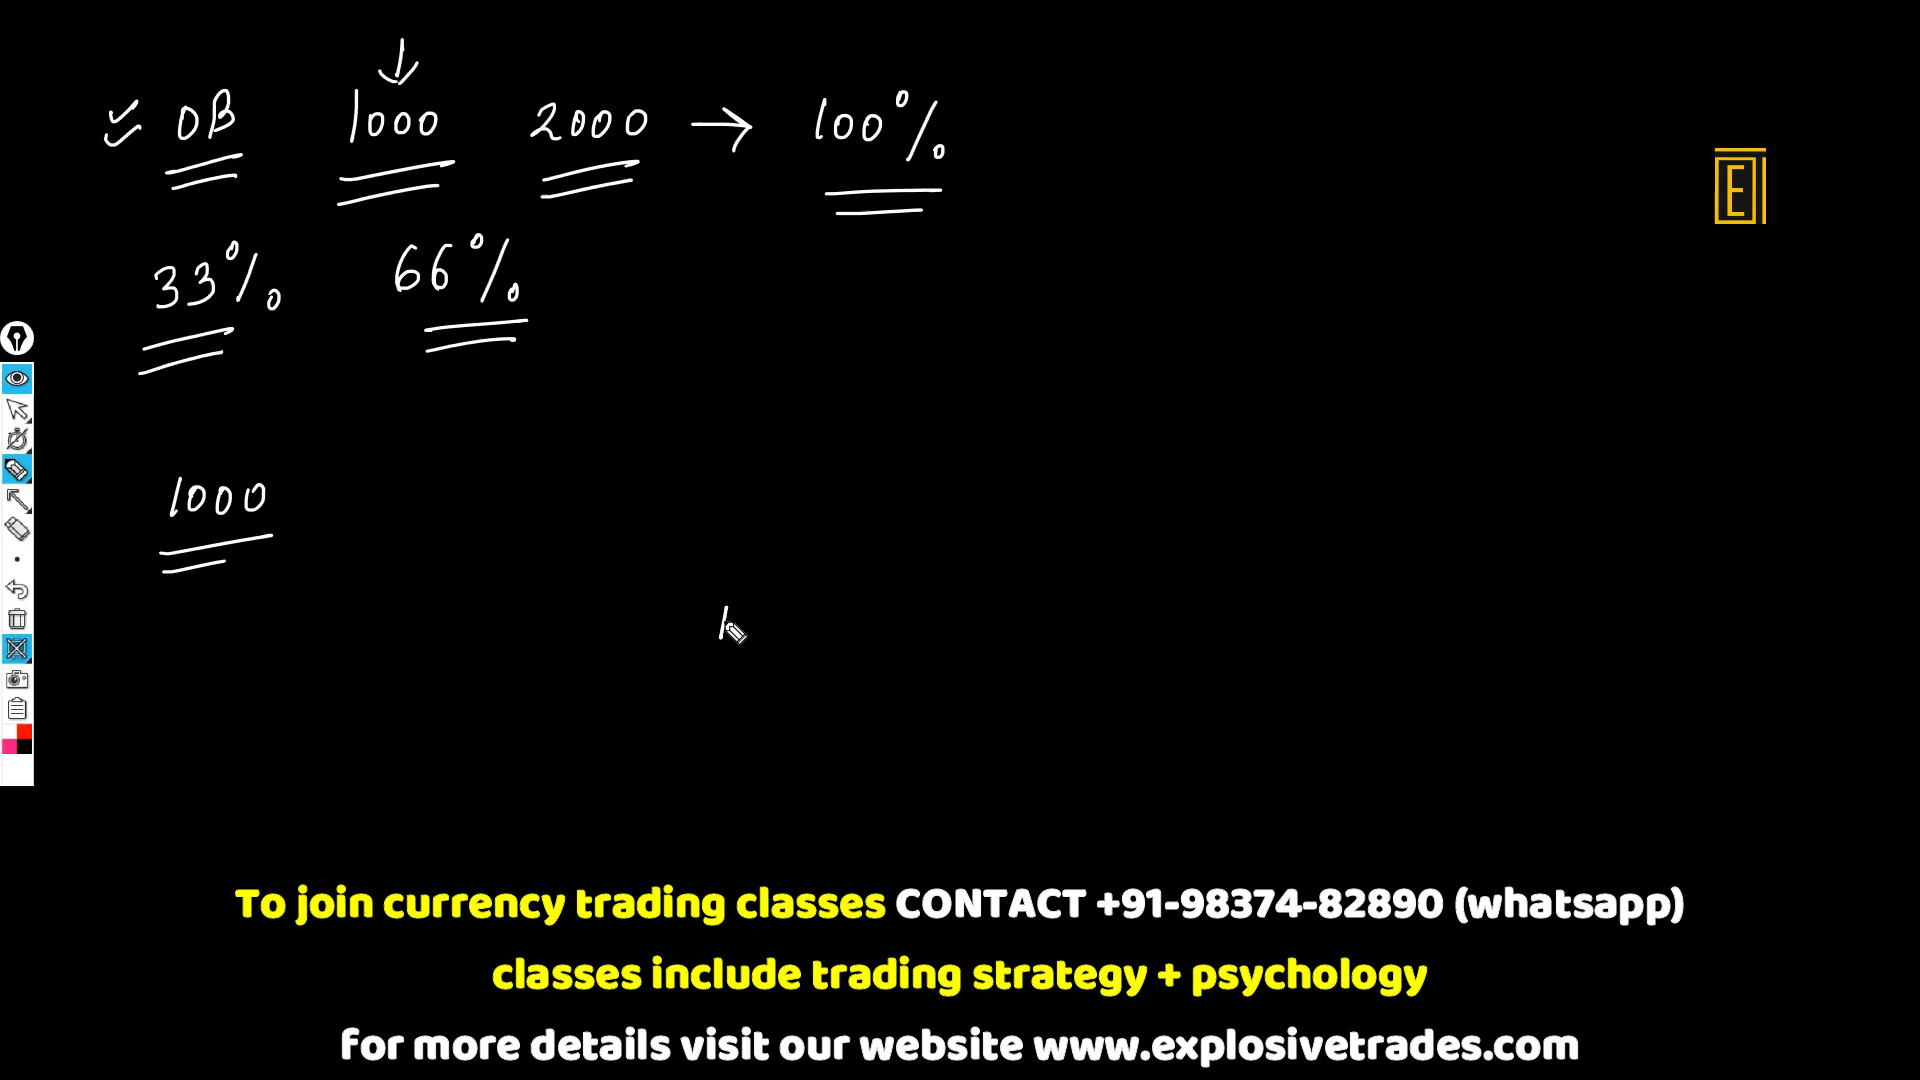 OB 1000 2000 → 100%
33% 66%
1000
E
To join currency trading classes CONTACT +91-98374-82890 (whatsapp)
classes include trading strategy + psychology
for more details visit our website www.explosivetrades.com